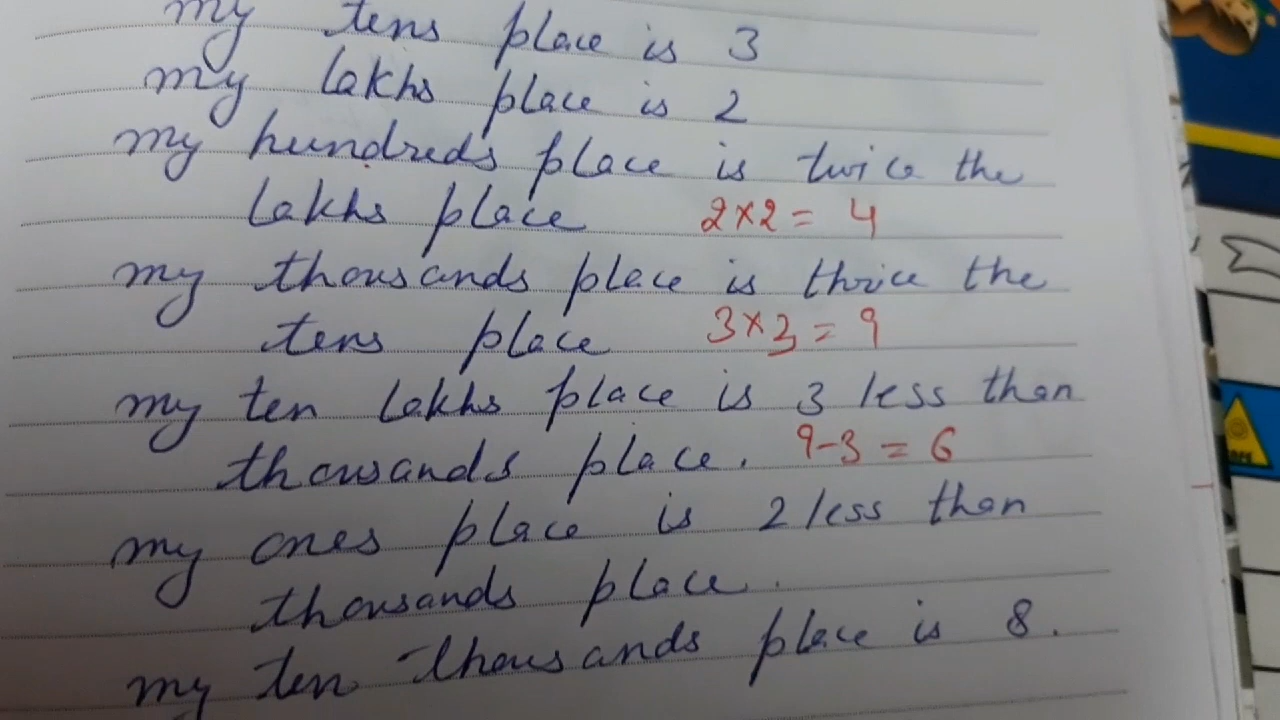 my tens place is 3
my lakhs place is 2
my hundreds place is twice the
lakhs place 2×2 = 4
my thousands place is thrice the
tens place 3×3 = 9
my ten lakhs place is 3 less than
thousands place. 9-3 = 6
my ones place is 2 less than
thousands place.
my ten thousands place is 8.